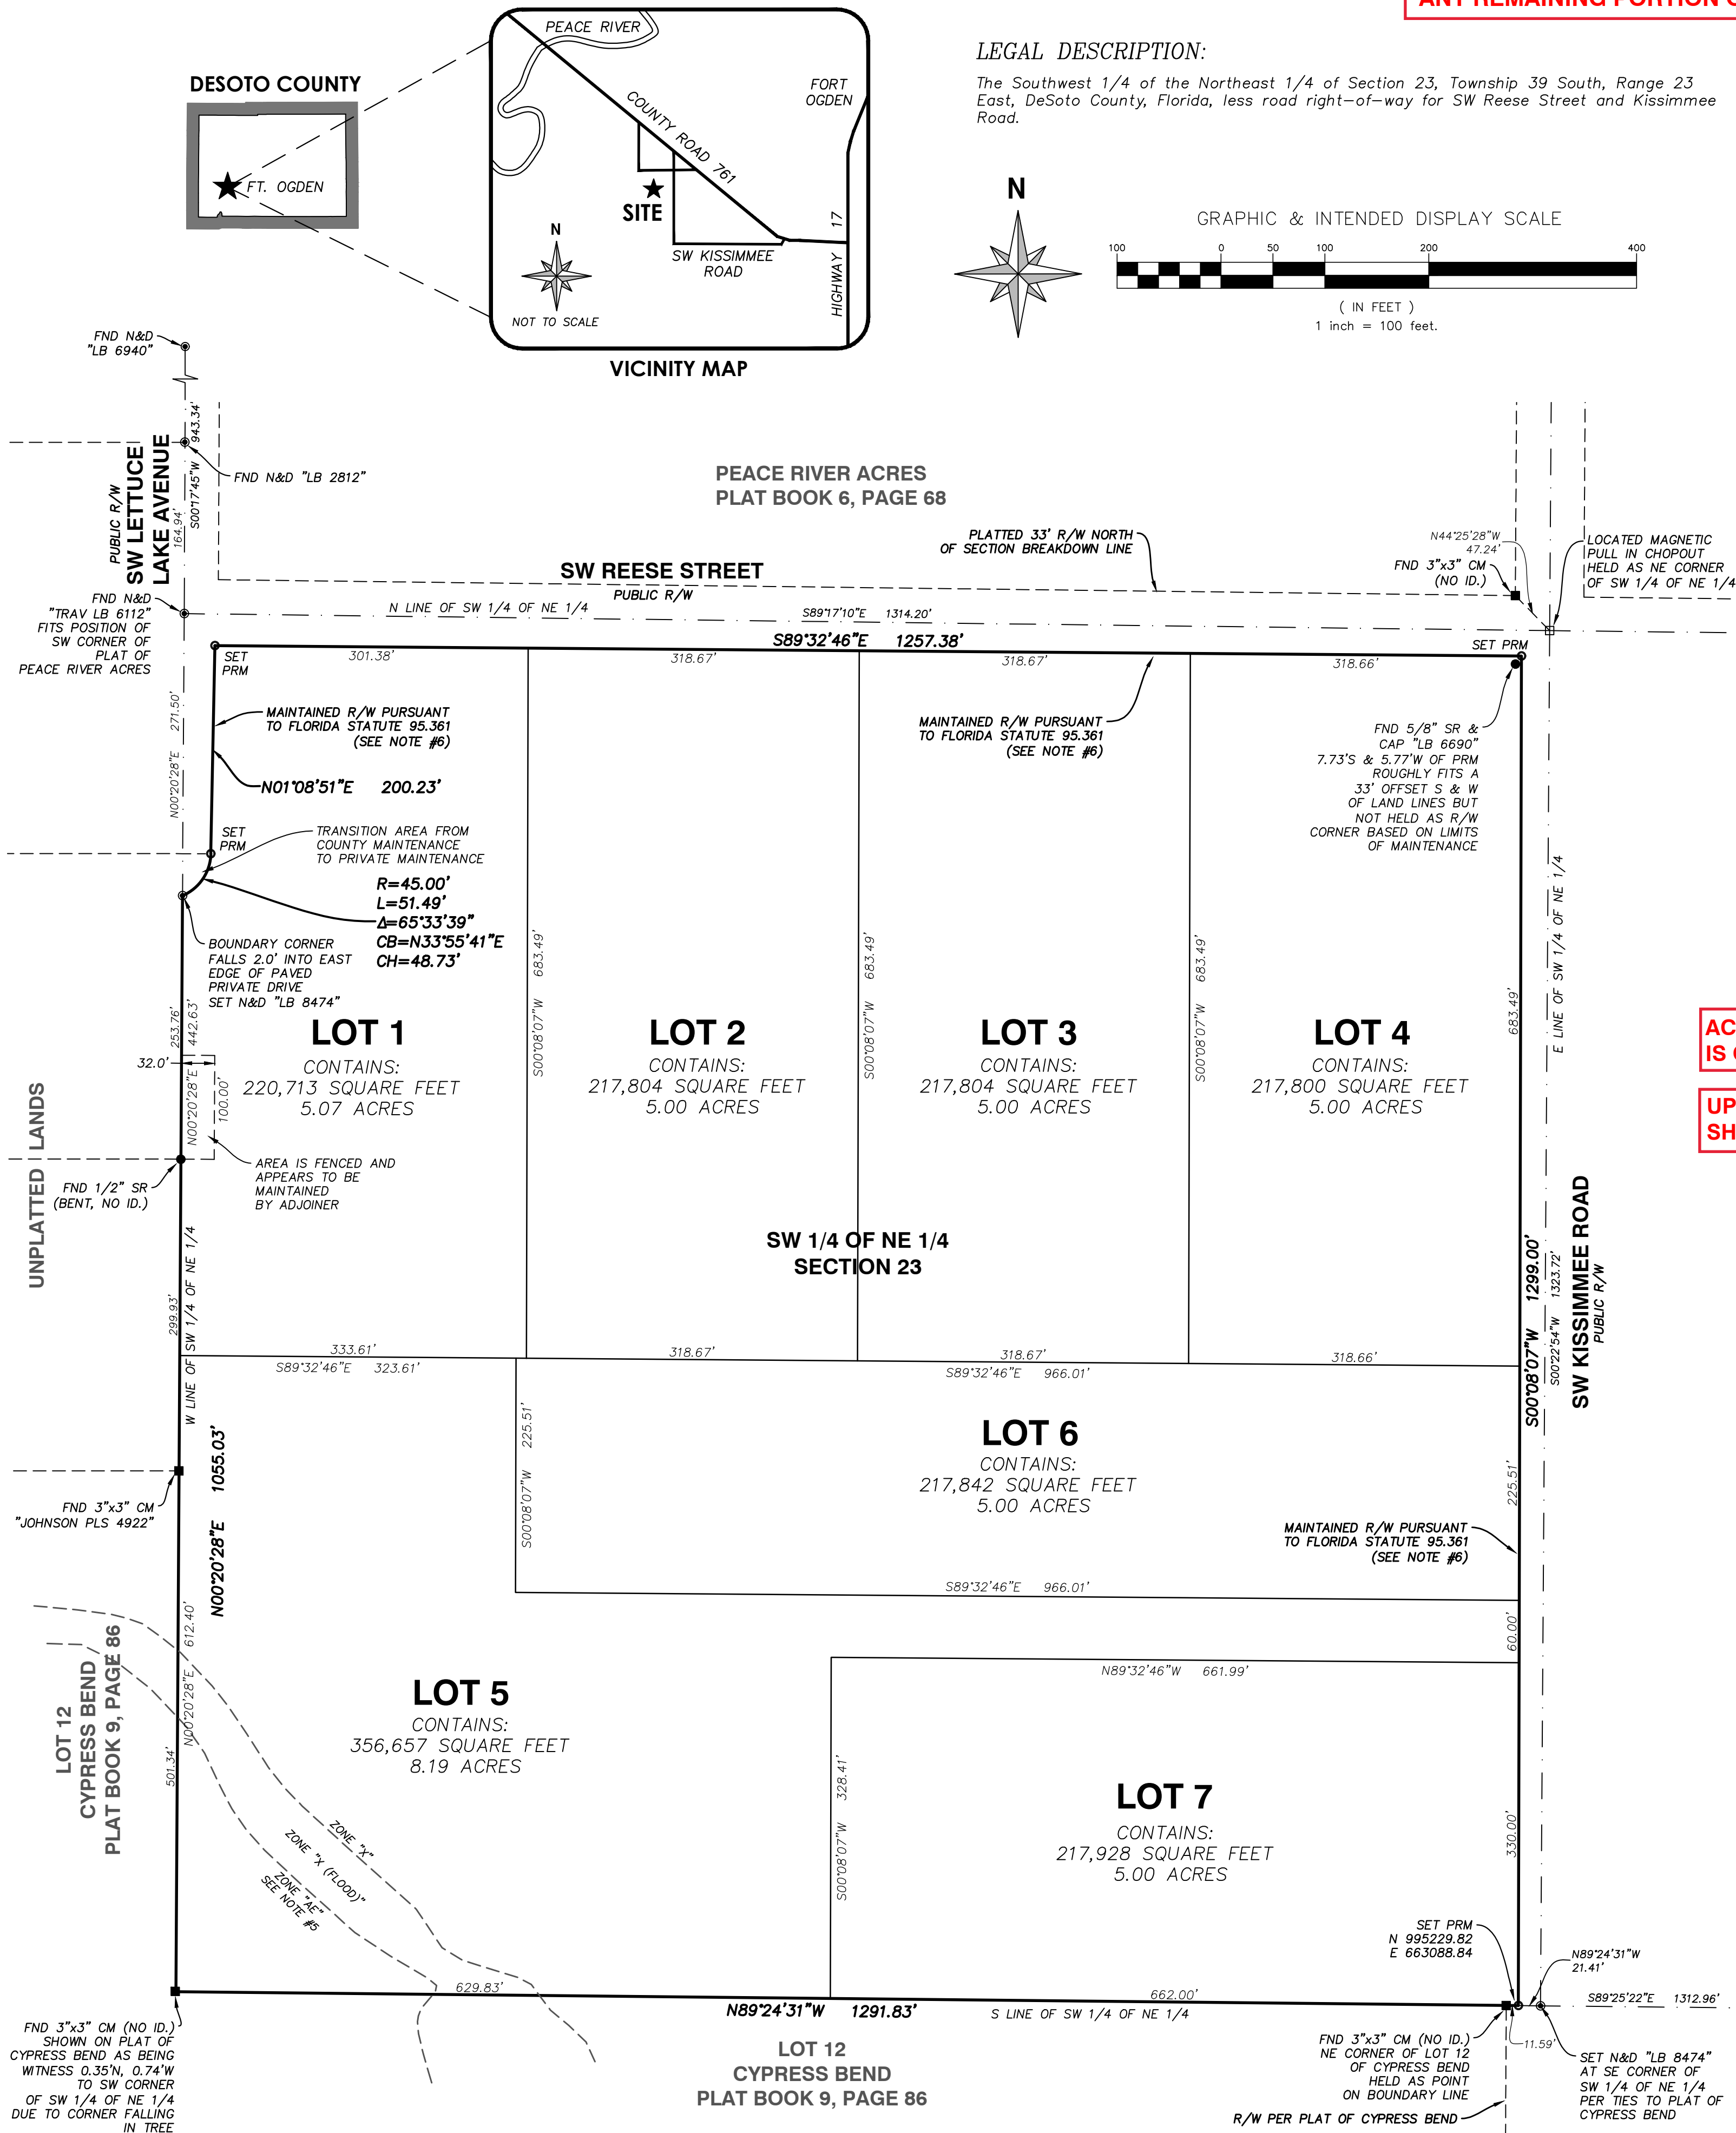 ANY REMAINING PORTION
DESOTO COUNTY
FT. OGDEN
PEACE RIVER
FORT
OGDEN
COUNTY ROAD 761
SITE
N
SW KISSIMMEE
ROAD
HIGHWAY 17
NOT TO SCALE
VICINITY MAP
LEGAL DESCRIPTION:
The Southwest 1/4 of the Northeast 1/4 of Section 23, Township 39 South, Range 23
East, DeSoto County, Florida, less road right-of-way for SW Reese Street and Kissimmee
Road.
N
GRAPHIC & INTENDED DISPLAY SCALE
100 0 50 100 200 400
( IN FEET )
1 inch = 100 feet.
FND N&D
"LB 6940"
943.34'
S00°17'45"W
164.94'
PUBLIC R/W
SW LETTUCE
LAKE AVENUE
FND N&D "LB 2812"
PEACE RIVER ACRES
PLAT BOOK 6, PAGE 68
PLATTED 33' R/W NORTH
OF SECTION BREAKDOWN LINE
N44°25'28"W
47.24'
FND 3"x3" CM
(NO ID.)
LOCATED MAGNETIC
PULL IN CHOPOUT
HELD AS NE CORNER
OF SW 1/4 OF NE 1/4
SW REESE STREET
PUBLIC R/W
FND N&D
"TRAV LB 6112"
FITS POSITION OF
SW CORNER OF
PLAT OF
PEACE RIVER ACRES
N LINE OF SW 1/4 OF NE 1/4
S89°17'10"E 1314.20'
S89°32'46"E 1257.38'
SET
PRM
301.38'
318.67'
318.67'
318.66'
SET PRM
N00°20'28"E 271.50'
MAINTAINED R/W PURSUANT
TO FLORIDA STATUTE 95.361
(SEE NOTE #6)
MAINTAINED R/W PURSUANT
TO FLORIDA STATUTE 95.361
(SEE NOTE #6)
FND 5/8" SR &
CAP "LB 6690"
7.73'S & 5.77'W OF PRM
ROUGHLY FITS A
33' OFFSET S & W
OF LAND LINES BUT
NOT HELD AS R/W
CORNER BASED ON LIMITS
OF MAINTENANCE
N01°08'51"E 200.23'
SET
PRM
TRANSITION AREA FROM
COUNTY MAINTENANCE
TO PRIVATE MAINTENANCE
R=45.00'
L=51.49'
Δ=65°33'39"
CB=N33°55'41"E
CH=48.73'
BOUNDARY CORNER
FALLS 2.0' INTO EAST
EDGE OF PAVED
PRIVATE DRIVE
SET N&D "LB 8474"
E LINE OF SW 1/4 OF NE 1/4
S00°08'07"W 683.49'
S00°08'07"W 683.49'
S00°08'07"W 683.49'
683.49'
LOT 1
CONTAINS:
220,713 SQUARE FEET
5.07 ACRES
LOT 2
CONTAINS:
217,804 SQUARE FEET
5.00 ACRES
LOT 3
CONTAINS:
217,804 SQUARE FEET
5.00 ACRES
LOT 4
CONTAINS:
217,800 SQUARE FEET
5.00 ACRES
AC
IS
UP
SH
253.76'
N00°20'28"E 442.63'
32.0'
100.00'
AREA IS FENCED AND
APPEARS TO BE
MAINTAINED
BY ADJOINER
UNPLATTED LANDS
FND 1/2" SR
(BENT, NO ID.)
SW 1/4 OF NE 1/4
SECTION 23
299.93'
W LINE OF SW 1/4 OF NE 1/4
333.61'
318.67'
318.67'
318.66'
S89°32'46"E 323.61'
S89°32'46"E 966.01'
S00°08'07"W 1299.00'
S00°22'54"W 1323.72'
SW KISSIMMEE ROAD
PUBLIC R/W
S00°08'07"W 225.51'
LOT 6
CONTAINS:
217,842 SQUARE FEET
5.00 ACRES
225.51'
N00°20'28"E 1055.03'
FND 3"x3" CM
"JOHNSON PLS 4922"
MAINTAINED R/W PURSUANT
TO FLORIDA STATUTE 95.361
(SEE NOTE #6)
S89°32'46"E 966.01'
60.00'
N89°32'46"W 661.99'
N00°20'28"E 612.40'
501.34'
LOT 12
CYPRESS BEND
PLAT BOOK 9, PAGE 86
LOT 5
CONTAINS:
356,657 SQUARE FEET
8.19 ACRES
S00°08'07"W 328.41'
LOT 7
CONTAINS:
217,928 SQUARE FEET
5.00 ACRES
330.00'
ZONE "X"
ZONE "X (FLOOD)"
ZONE "AE"
SEE NOTE #5
SET PRM
N 995229.82
E 663088.84
N89°24'31"W
21.41'
629.83'
662.00'
N89°24'31"W 1291.83'
S LINE OF SW 1/4 OF NE 1/4
S89°25'22"E 1312.96'
11.59'
FND 3"x3" CM (NO ID.)
SHOWN ON PLAT OF
CYPRESS BEND AS BEING
WITNESS 0.35'N, 0.74'W
TO SW CORNER
OF SW 1/4 OF NE 1/4
DUE TO CORNER FALLING
IN TREE
LOT 12
CYPRESS BEND
PLAT BOOK 9, PAGE 86
FND 3"x3" CM (NO ID.)
NE CORNER OF LOT 12
OF CYPRESS BEND
HELD AS POINT
ON BOUNDARY LINE
R/W PER PLAT OF CYPRESS BEND
SET N&D "LB 8474"
AT SE CORNER OF
SW 1/4 OF NE 1/4
PER TIES TO PLAT OF
CYPRESS BEND